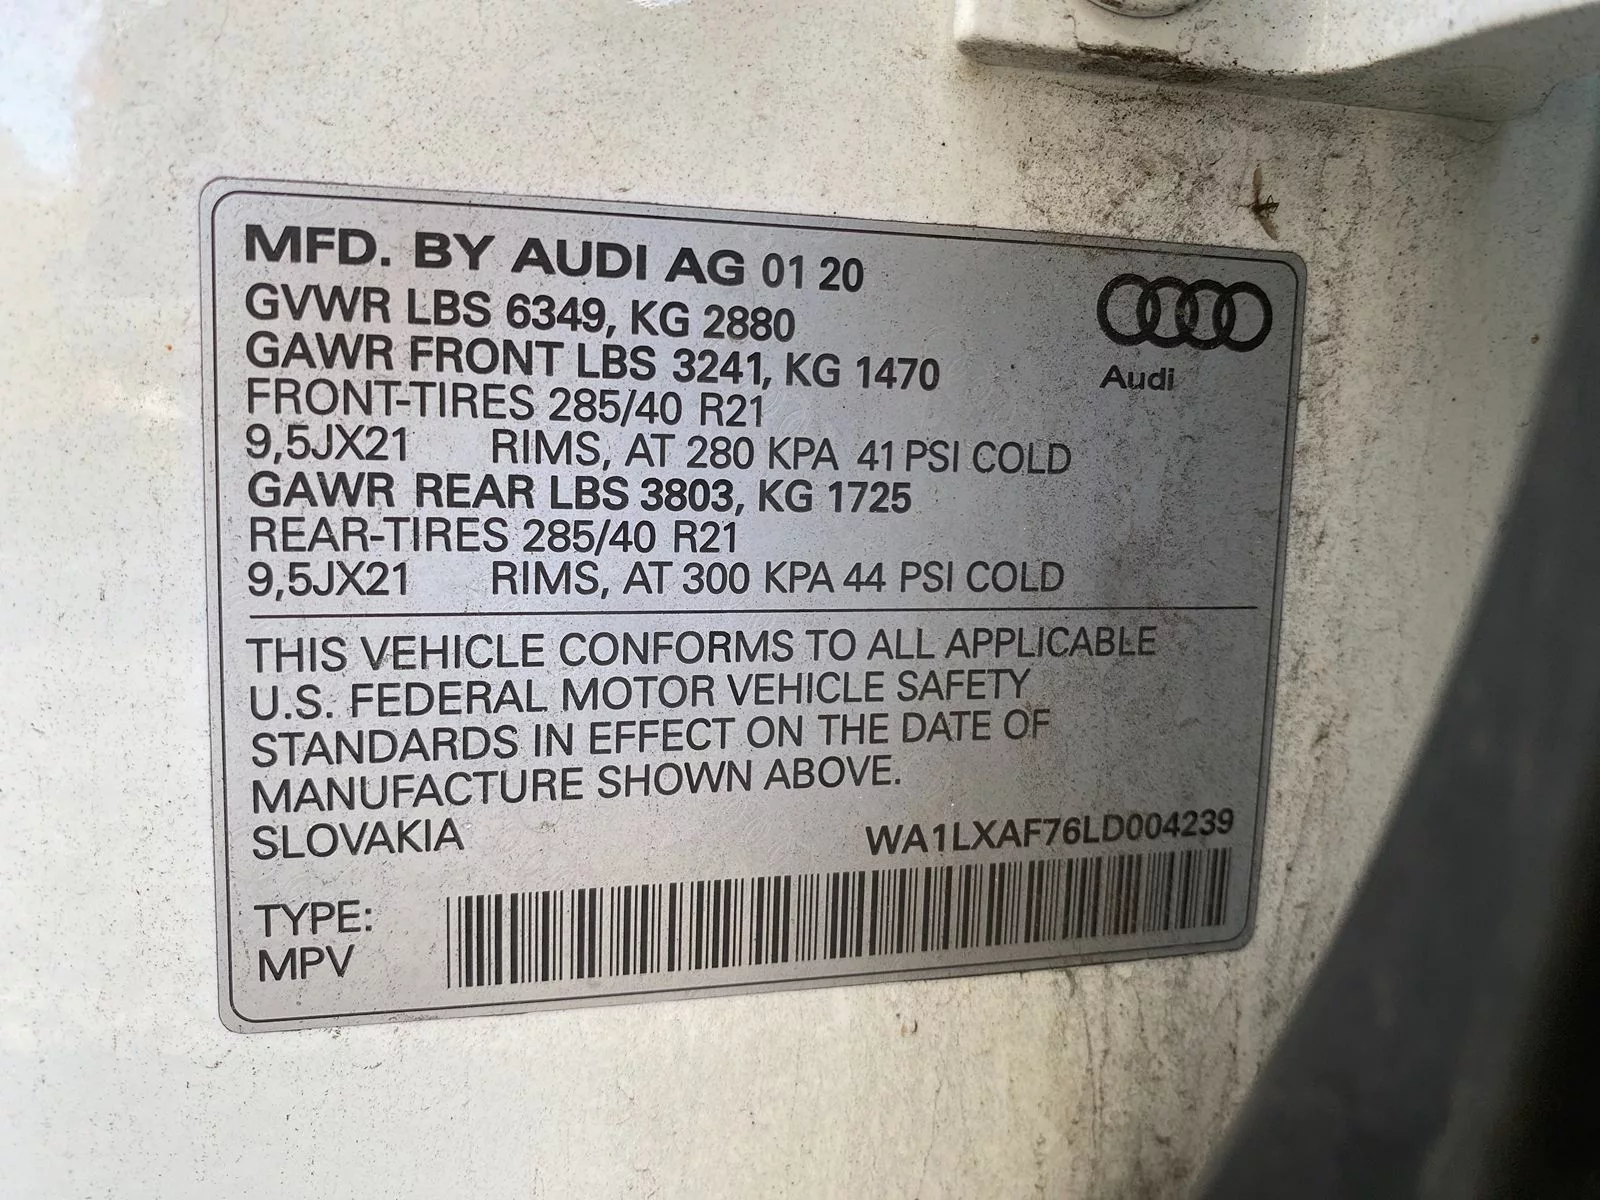 MFD. BY AUDI AG 01 20
GVWR LBS 6349, KG 2880
GAWR FRONT LBS 3241, KG 1470
FRONT-TIRES 285/40 R21
9,5JX21 RIMS, AT 280 KPA 41 PSI COLD
GAWR REAR LBS 3803, KG 1725
REAR-TIRES 285/40 R21
9,5JX21 RIMS, AT 300 KPA 44 PSI COLD
Audi
THIS VEHICLE CONFORMS TO ALL APPLICABLE
U.S. FEDERAL MOTOR VEHICLE SAFETY
STANDARDS IN EFFECT ON THE DATE OF
MANUFACTURE SHOWN ABOVE.
SLOVAKIA WA1LXAF76LD004239
TYPE:
MPV